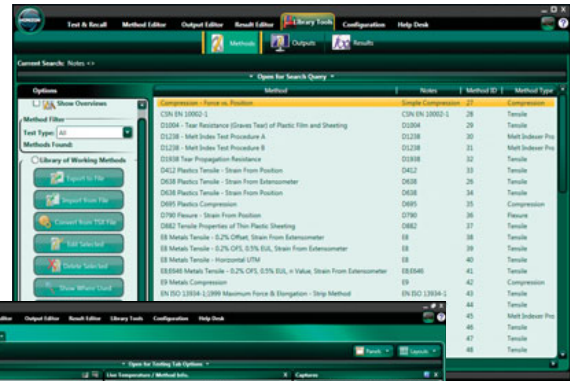 HORIZON
Test & Recall Method Editor Output Editor Result Editor Library Tools Configuration Help Desk
Methods Outputs Results
Current Search: Notes <>
Open for Search Query
Options
Show Overviews
Method Filter
Test Type: All
Methods Found:
Library of Working Methods
Export to File
Import from File
Convert from TSF File
Edit Selected
Delete Selected
Show Where Used
Method Notes Method ID Method Type
Compression - Force vs. Position Simple Compression 27 Compression
CSN EN 10002-1 CSN EN 10002-1 28 Tensile
D1004 - Tear Resistance (Graves Tear) of Plastic Film and Sheeting D1004 29 Tensile
D1238 - Melt Index Test Procedure A D1238 30 Melt Indexer Pro
D1238 - Melt Index Test Procedure B D1238 31 Melt Indexer Pro
D1938 Tear Propagation Resistance D1938 32 Tensile
D412 Plastics Tensile - Strain From Position D412 33 Tensile
D638 Plastics Tensile - Strain From Extensometer D638 26 Tensile
D638 Plastics Tensile - Strain From Position D638 34 Tensile
D695 Plastics Compression D695 35 Compression
D790 Flexure - Strain From Position D790 36 Flexure
D882 Tensile Properties of Thin Plastic Sheeting D882 37 Tensile
E8 Metals Tensile - 0.2% Offset, Strain From Extensometer E8 38 Tensile
E8 Metals Tensile - 0.2% OFS, 0.5% EUL, Strain From Extensometer E8 39 Tensile
E8 Metals Tensile - Horizontal UTM E8 40 Tensile
E8,E646 Metals Tensile - 0.2% OFS, 0.5% EUL, n Value, Strain From Extensometer E8,E646 41 Tensile
E9 Metals Compression E9 42 Compression
EN ISO 13934-1:1999 Maximum Force & Elongation - Strip Method EN ISO 13934-1 43 Tensile
44 Tensile
45 Melt Indexer Pro
46 Tensile
47 Tensile
48 Tensile
Editor Output Editor Result Editor Library Tools Configuration Help Desk
Panels Layouts
Open for Testing Tab Options
Live Temperature / Method Info. Captures